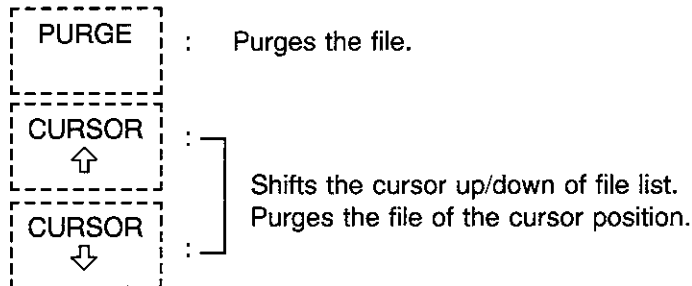 PURGE : Purges the file.
CURSOR :
⇧
Shifts the cursor up/down of file list.
Purges the file of the cursor position.
CURSOR
⇩ :